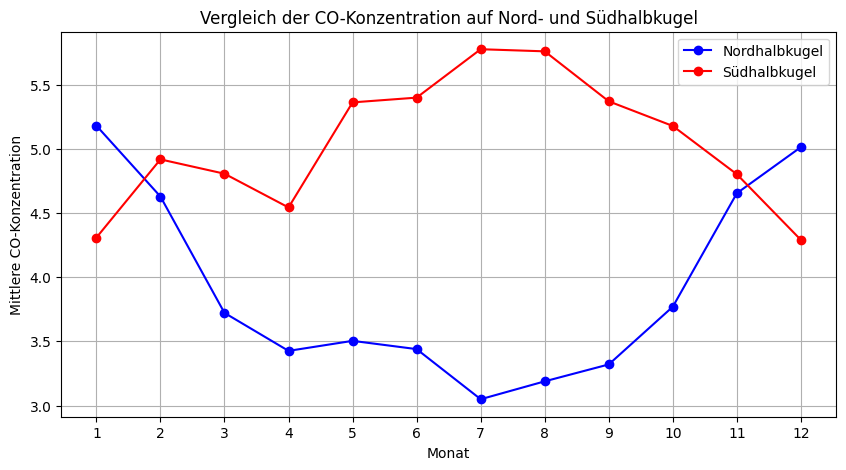 Vergleich der CO-Konzentration auf Nord- und Südhalbkugel
Nordhalbkugel
Südhalbkugel
Mittlere CO-Konzentration
5.5
5.0
4.5
4.0
3.5
3.0
1 2 3 4 5 6 7 8 9 10 11 12
Monat